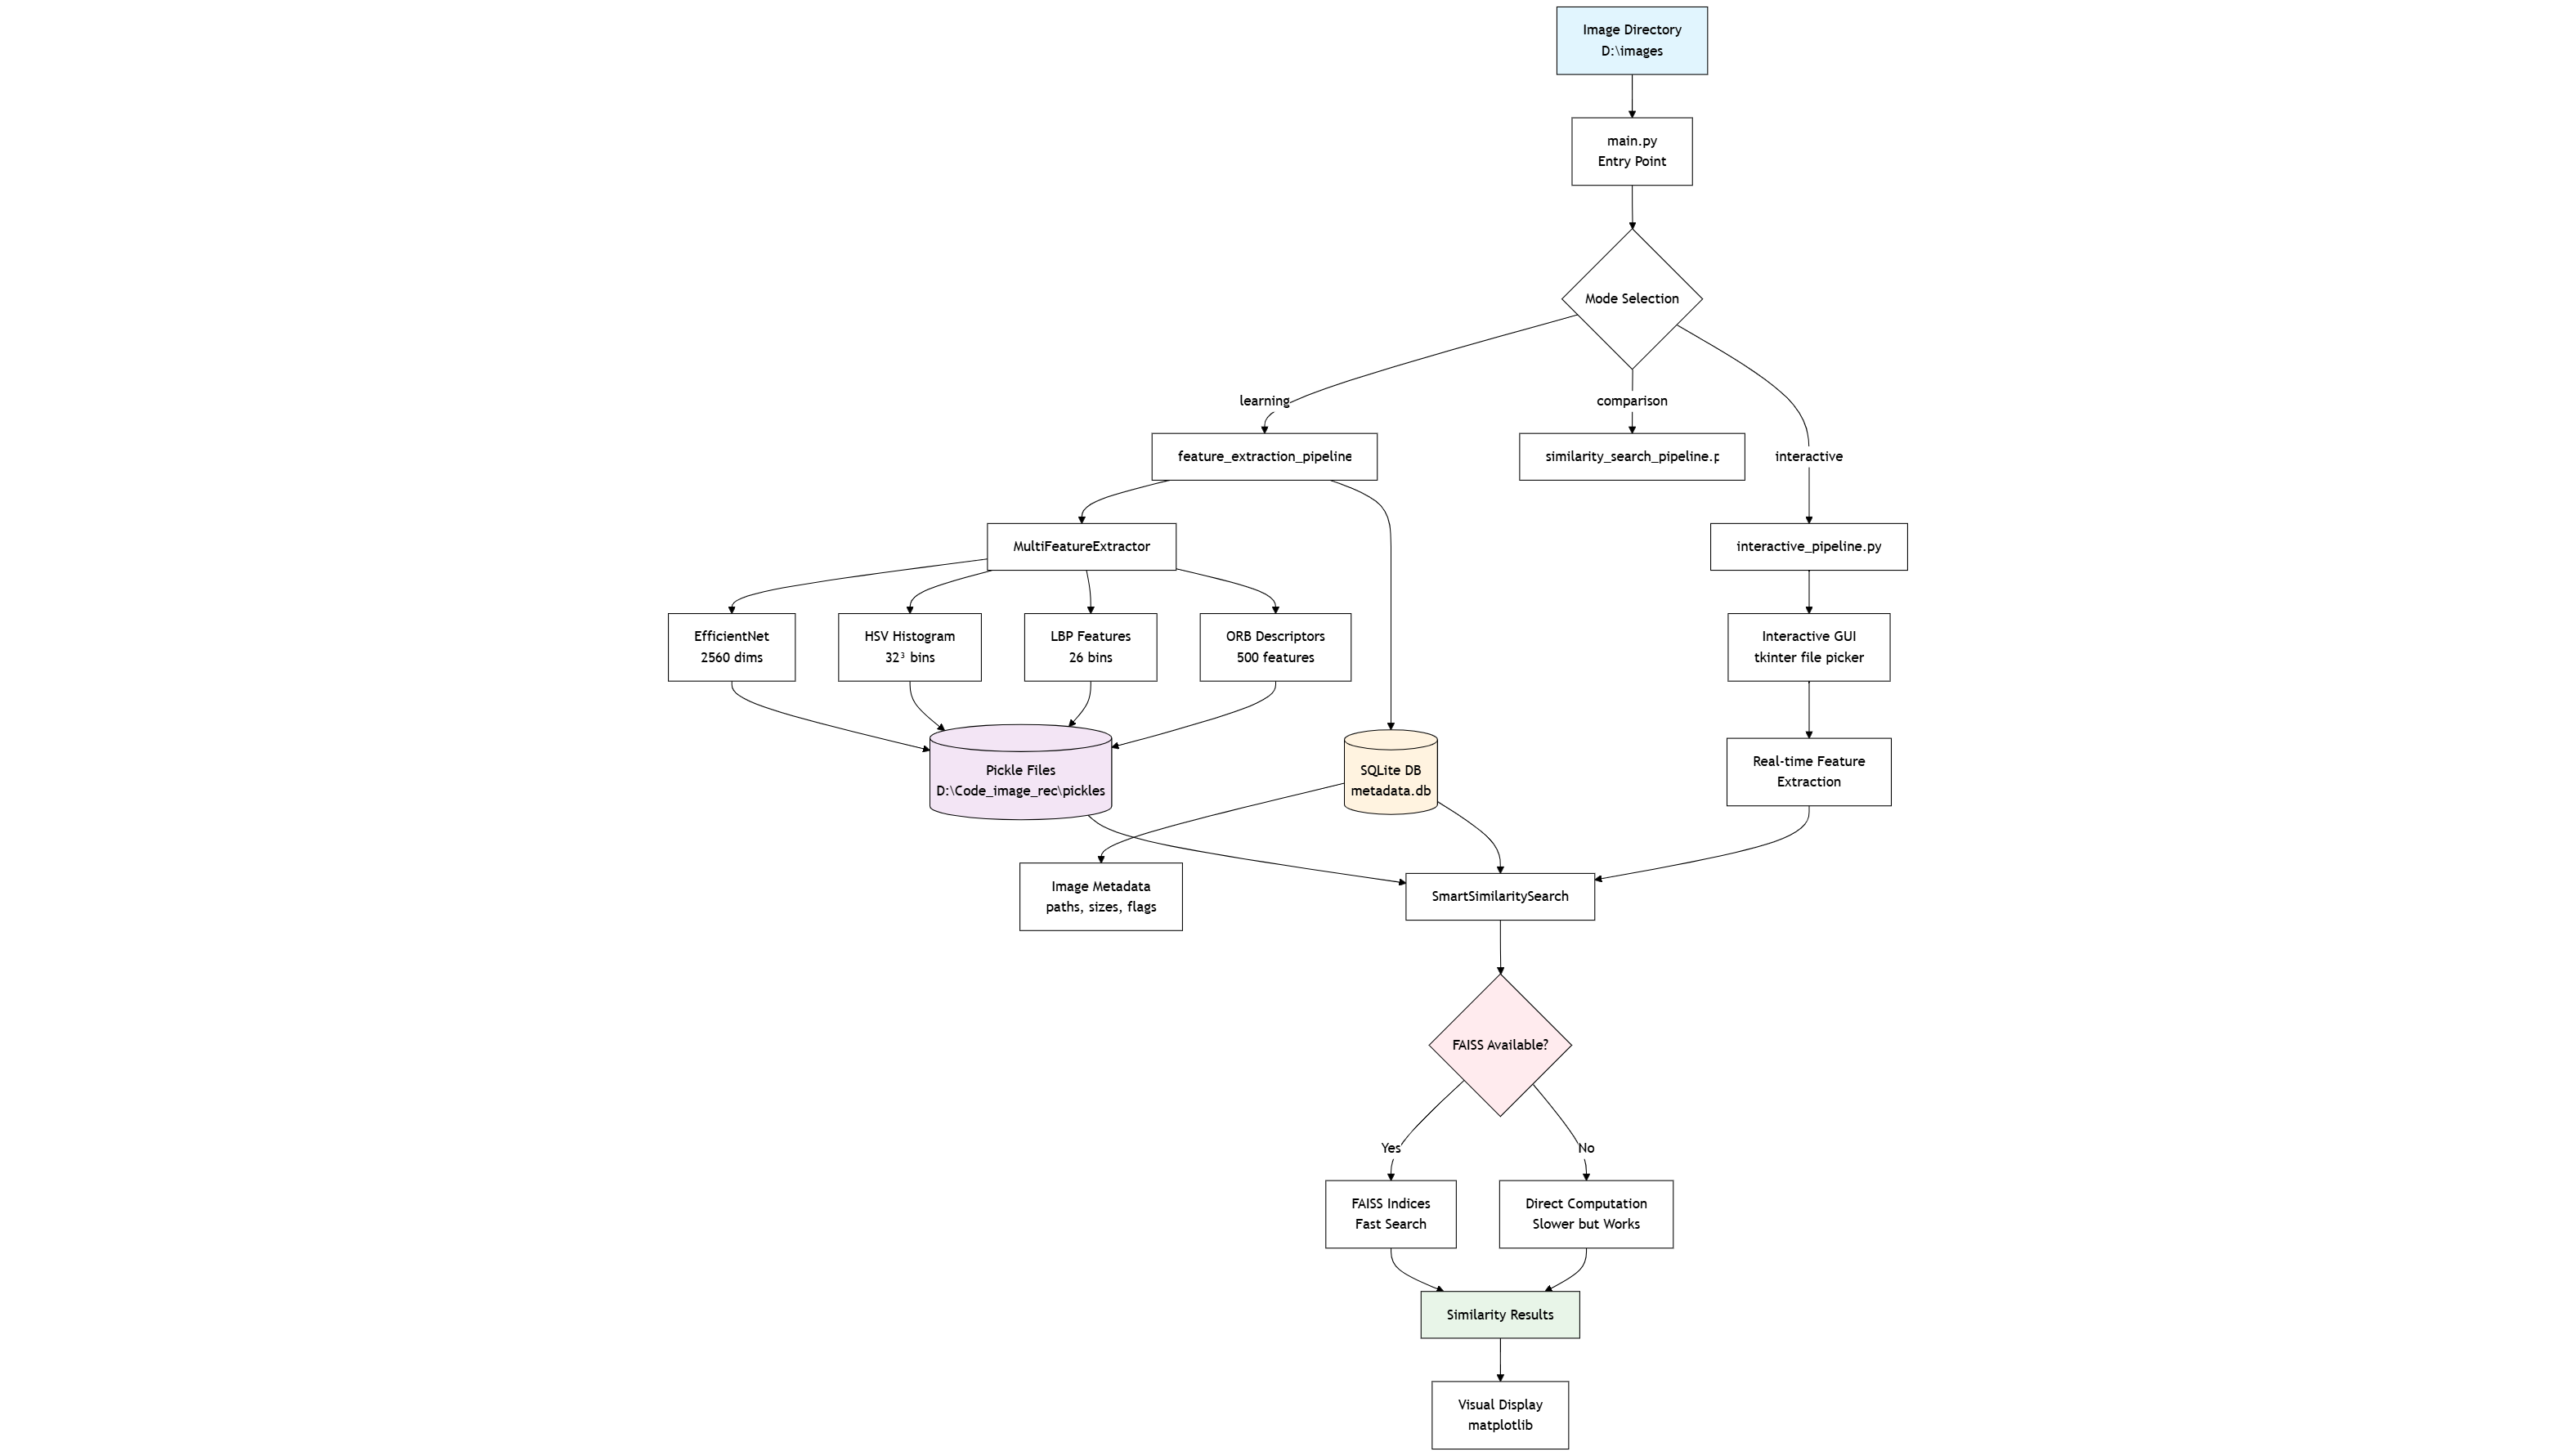 Image Directory
D:\images
main.py
Entry Point
Mode Selection
learning
comparison
feature_extraction_pipeline
similarity_search_pipeline.p
interactive
MultiFeatureExtractor
interactive_pipeline.py
EfficientNet
2560 dims
HSV Histogram
32³ bins
LBP Features
26 bins
ORB Descriptors
500 features
Interactive GUI
tkinter file picker
Pickle Files
D:\Code_image_rec\pickles
SQLite DB
metadata.db
Real-time Feature
Extraction
Image Metadata
paths, sizes, flags
SmartSimilaritySearch
FAISS Available?
Yes
No
FAISS Indices
Fast Search
Direct Computation
Slower but Works
Similarity Results
Visual Display
matplotlib